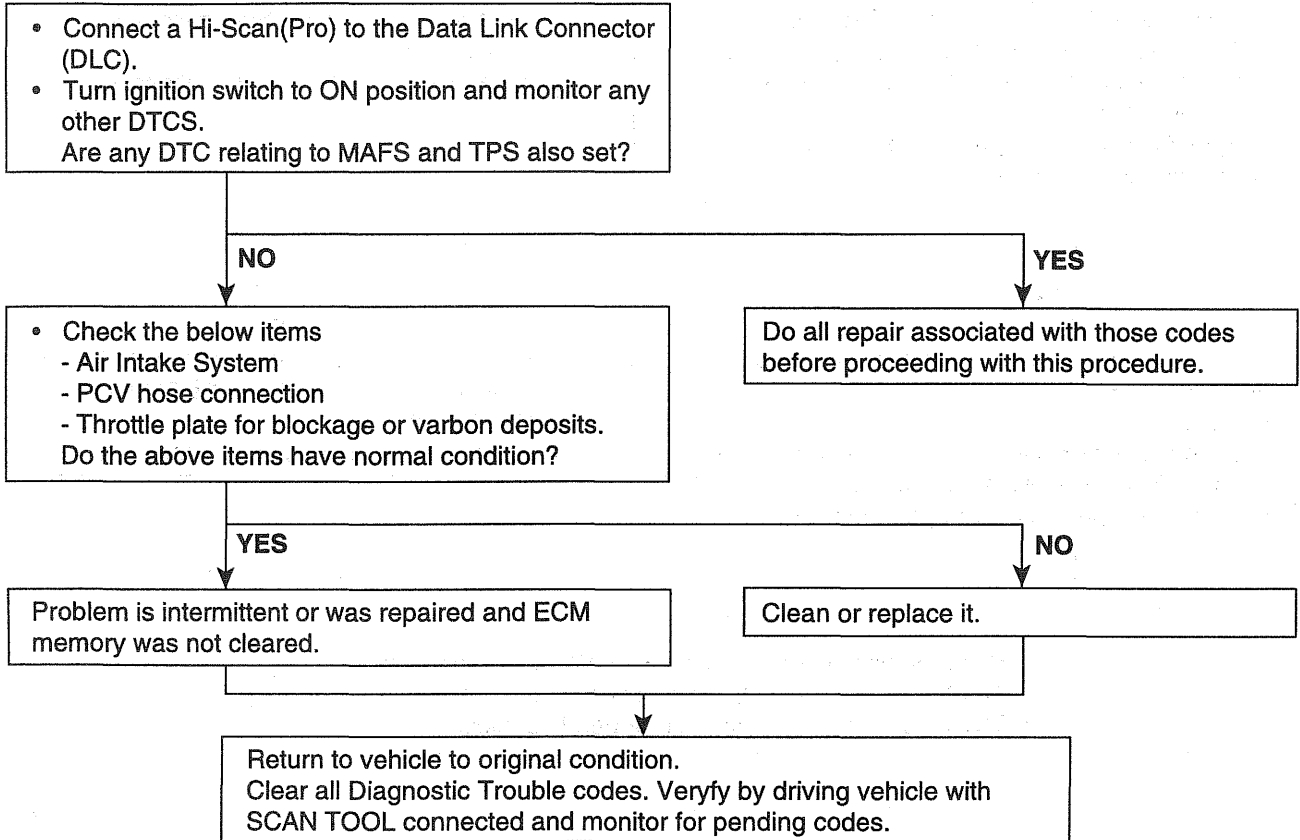 • Connect a Hi-Scan(Pro) to the Data Link Connector
(DLC).
• Turn ignition switch to ON position and monitor any
other DTCS.
Are any DTC relating to MAFS and TPS also set?
NO
YES
• Check the below items
- Air Intake System
- PCV hose connection
- Throttle plate for blockage or varbon deposits.
Do the above items have normal condition?
Do all repair associated with those codes
before proceeding with this procedure.
YES
NO
Problem is intermittent or was repaired and ECM
memory was not cleared.
Clean or replace it.
Return to vehicle to original condition.
Clear all Diagnostic Trouble codes. Veryfy by driving vehicle with
SCAN TOOL connected and monitor for pending codes.